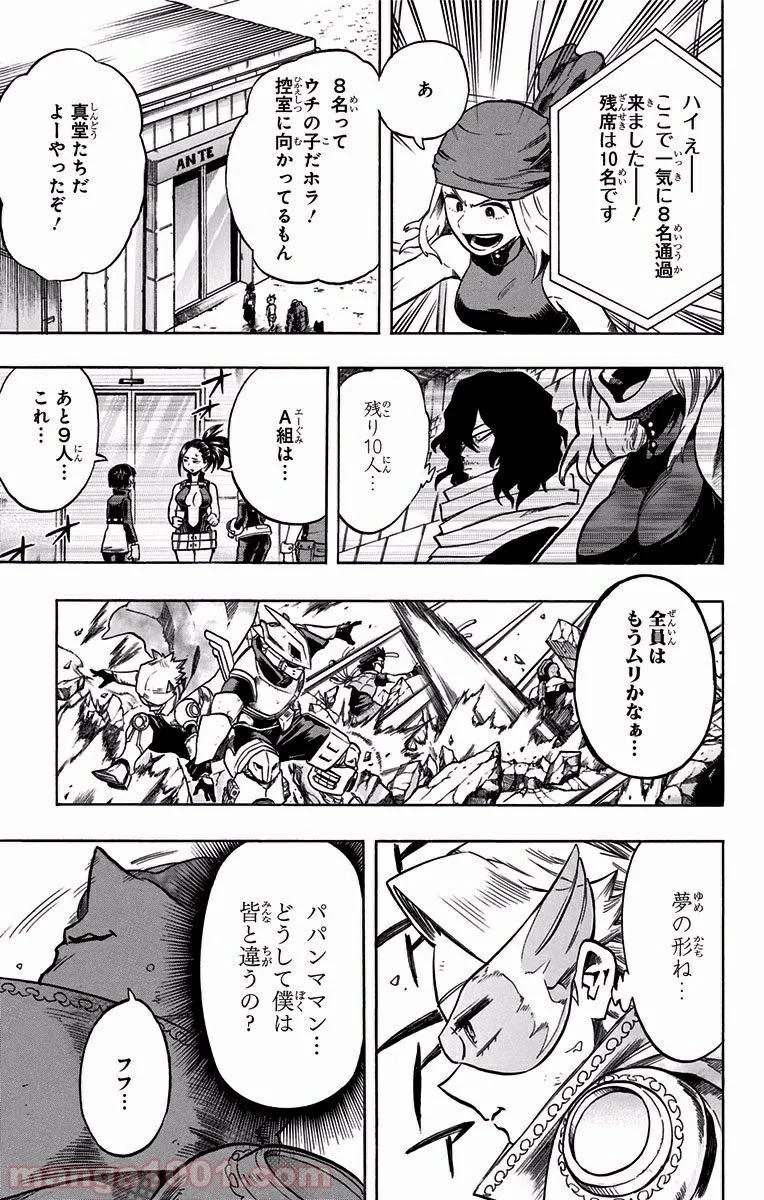 ハイ えーー
ここで一気に8名通過
来ましたーー！
残席は10名です
あ
8名って
ウチの子だホラ！
控室に向かってるもん
真堂たちだ
よーやったぞ！
ANTE
残り10人…
A組は…
あと9人…
これ…
全員は
もうムリかなぁ…
夢の形ね…
パパンママン…
どうして僕は
皆と違うの？
フフ…
manga1001.com